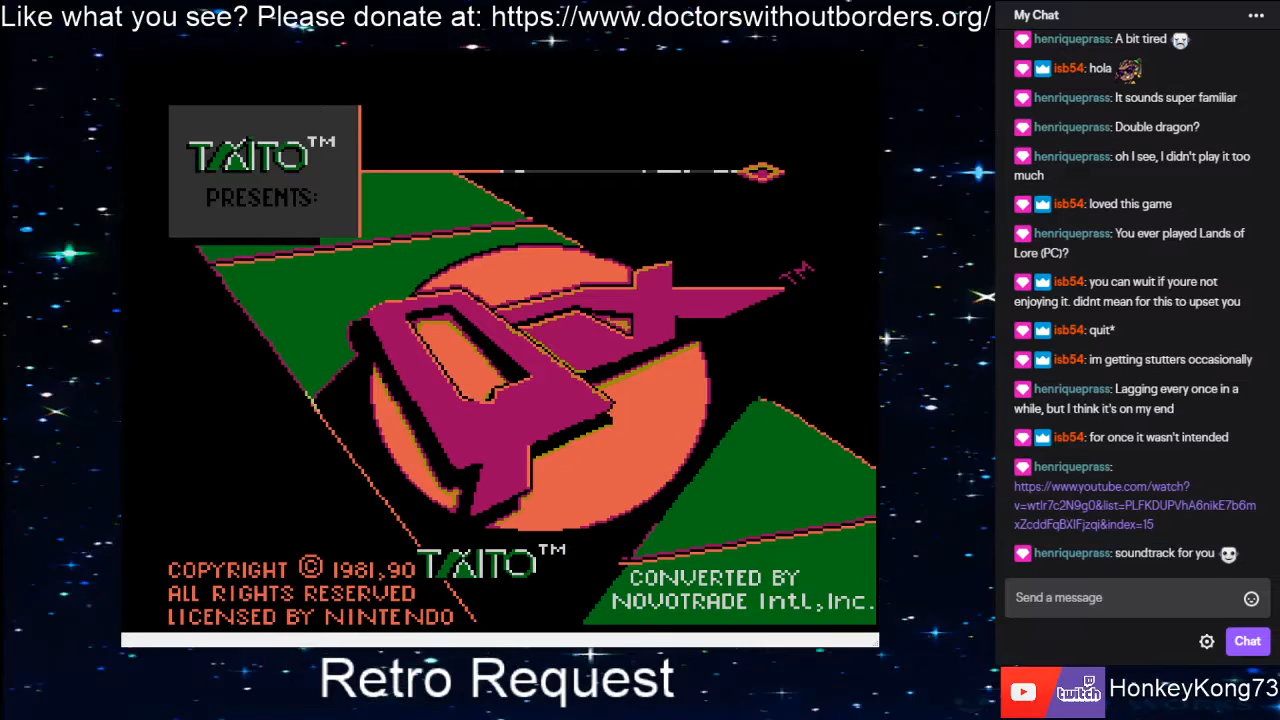 Like what you see? Please donate at: https://www.doctorswithoutborders.org/
TAITO™
PRESENTS:
TM
TAITO™
COPYRIGHT © 1981,90
ALL RIGHTS RESERVED
LICENSED BY NINTENDO
CONVERTED BY
NOVOTRADE Intl,Inc.
Retro Request
My Chat
henriqueprass: A bit tired
isb54: hola
henriqueprass: It sounds super familiar
henriqueprass: Double dragon?
henriqueprass: oh I see, I didn't play it too
much
isb54: loved this game
henriqueprass: You ever played Lands of
Lore (PC)?
isb54: you can wuit if youre not
enjoying it. didnt mean for this to upset you
isb54: quit*
isb54: im getting stutters occasionally
henriqueprass: Lagging every once in a
while, but I think it's on my end
isb54: for once it wasn't intended
henriqueprass:
https://www.youtube.com/watch?
v=wtIr7c2N9g0&list=PLFKDUPVhA6nikE7b6m
xZcddFqBXIFjzqi&index=15
henriqueprass: soundtrack for you
Send a message
Chat
twitch
HonkeyKong73